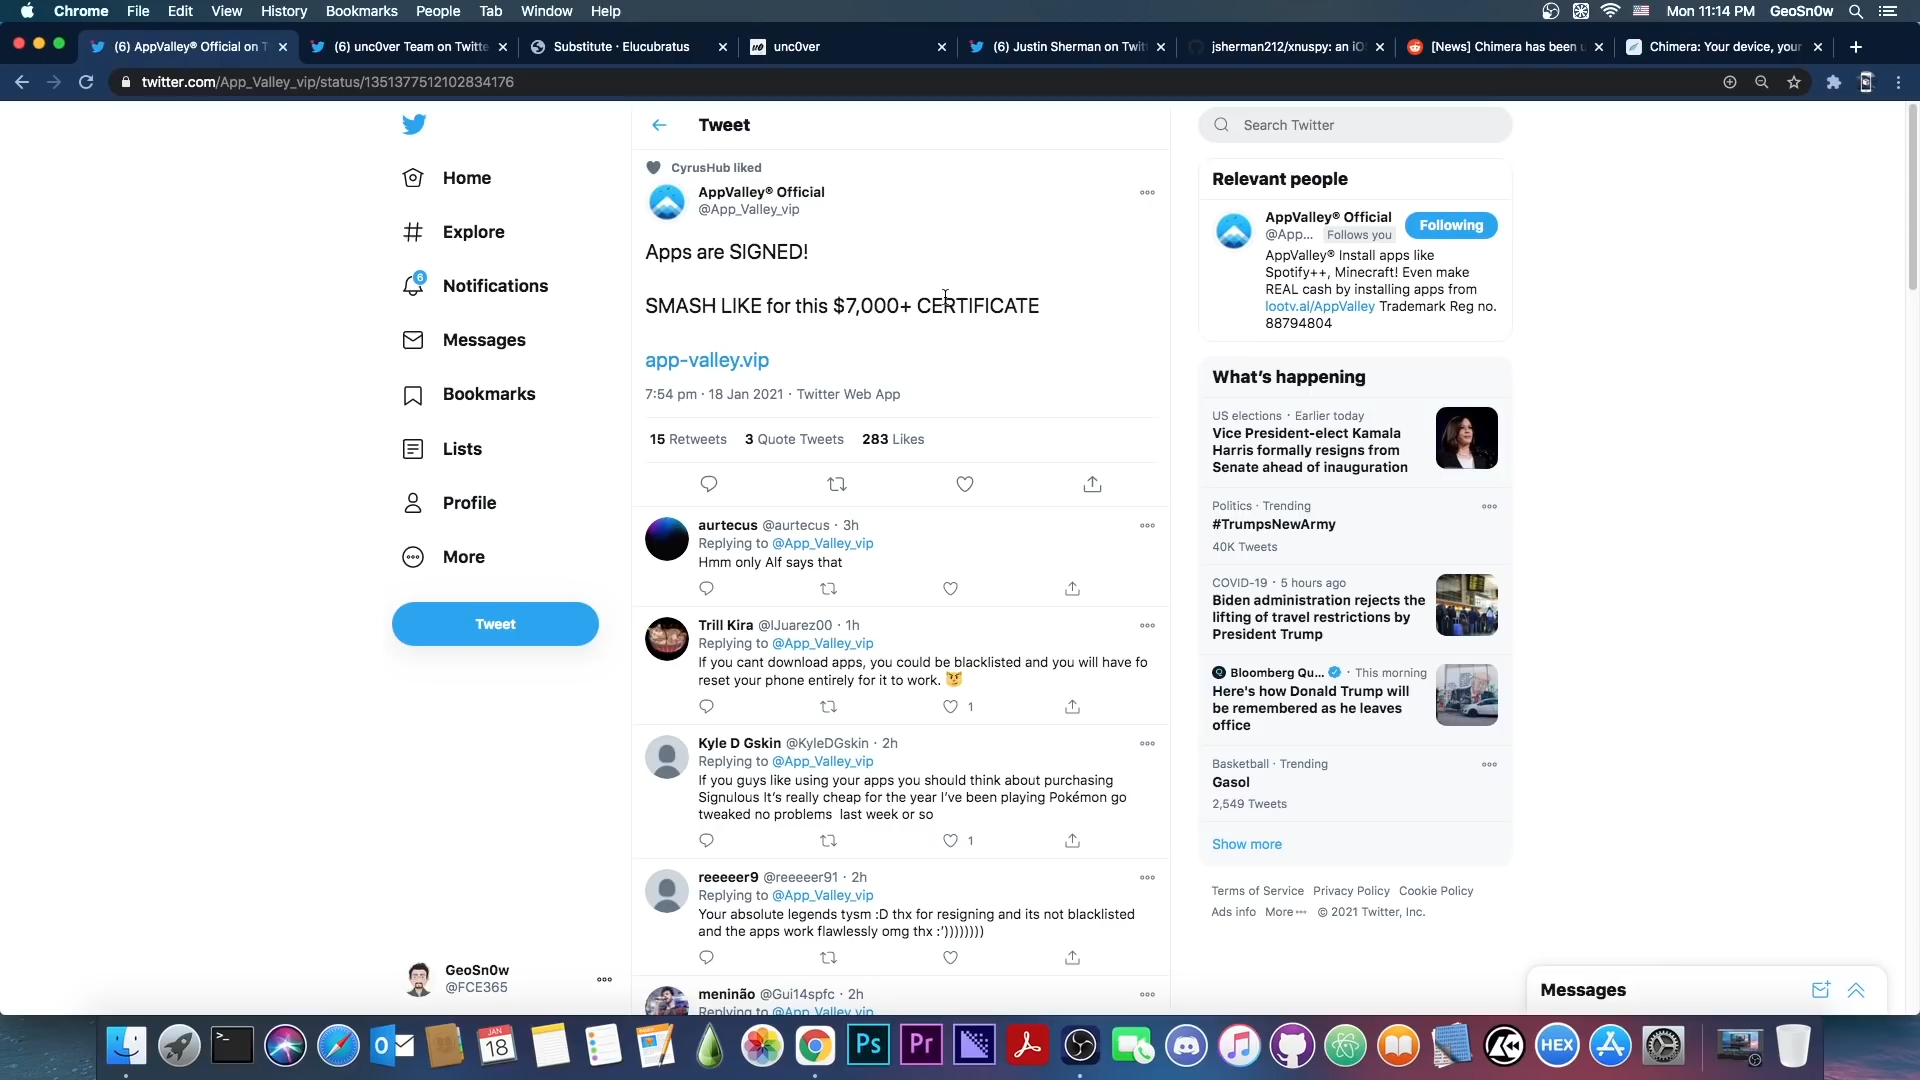 Chrome File Edit View History Bookmarks People Tab Window Help
Mon 11:14 PM GeoSn0w
(6) AppValley® Official on T
(6) unc0ver Team on Twitte
Substitute · Elucubratus
unc0ver
(6) Justin Sherman on Twit
jsherman212/xnuspy: an iO
[News] Chimera has been u
Chimera: Your device, your
twitter.com/App_Valley_vip/status/1351377512102834176
Home
Explore
6
Notifications
Messages
Bookmarks
Lists
Profile
More
Tweet
GeoSn0w
@FCE365
Tweet
CyrusHub liked
AppValley® Official
@App_Valley_vip
Apps are SIGNED!
SMASH LIKE for this $7,000+ CERTIFICATE
app-valley.vip
7:54 pm · 18 Jan 2021 · Twitter Web App
15 Retweets 3 Quote Tweets 283 Likes
aurtecus @aurtecus · 3h
Replying to @App_Valley_vip
Hmm only Alf says that
Trill Kira @IJuarez00 · 1h
Replying to @App_Valley_vip
If you cant download apps, you could be blacklisted and you will have fo
reset your phone entirely for it to work.
1
Kyle D Gskin @KyleDGskin · 2h
Replying to @App_Valley_vip
If you guys like using your apps you should think about purchasing
Signulous It's really cheap for the year I've been playing Pokémon go
tweaked no problems last week or so
1
reeeeer9 @reeeeer91 · 2h
Replying to @App_Valley_vip
Your absolute legends tysm :D thx for resigning and its not blacklisted
and the apps work flawlessly omg thx :'))))))))
meninão @Gui14spfc · 2h
Replying to @App_Valley_vip
Search Twitter
Relevant people
AppValley® Official
@App... Follows you
Following
AppValley® Install apps like
Spotify++, Minecraft! Even make
REAL cash by installing apps from
lootv.al/AppValley Trademark Reg no.
88794804
What's happening
US elections · Earlier today
Vice President-elect Kamala
Harris formally resigns from
Senate ahead of inauguration
Politics · Trending
#TrumpsNewArmy
40K Tweets
COVID-19 · 5 hours ago
Biden administration rejects the
lifting of travel restrictions by
President Trump
Bloomberg Qu... · This morning
Here's how Donald Trump will
be remembered as he leaves
office
Basketball · Trending
Gasol
2,549 Tweets
Show more
Terms of Service Privacy Policy Cookie Policy
Ads info More © 2021 Twitter, Inc.
Messages
JAN
18
Ps
Pr
HEX